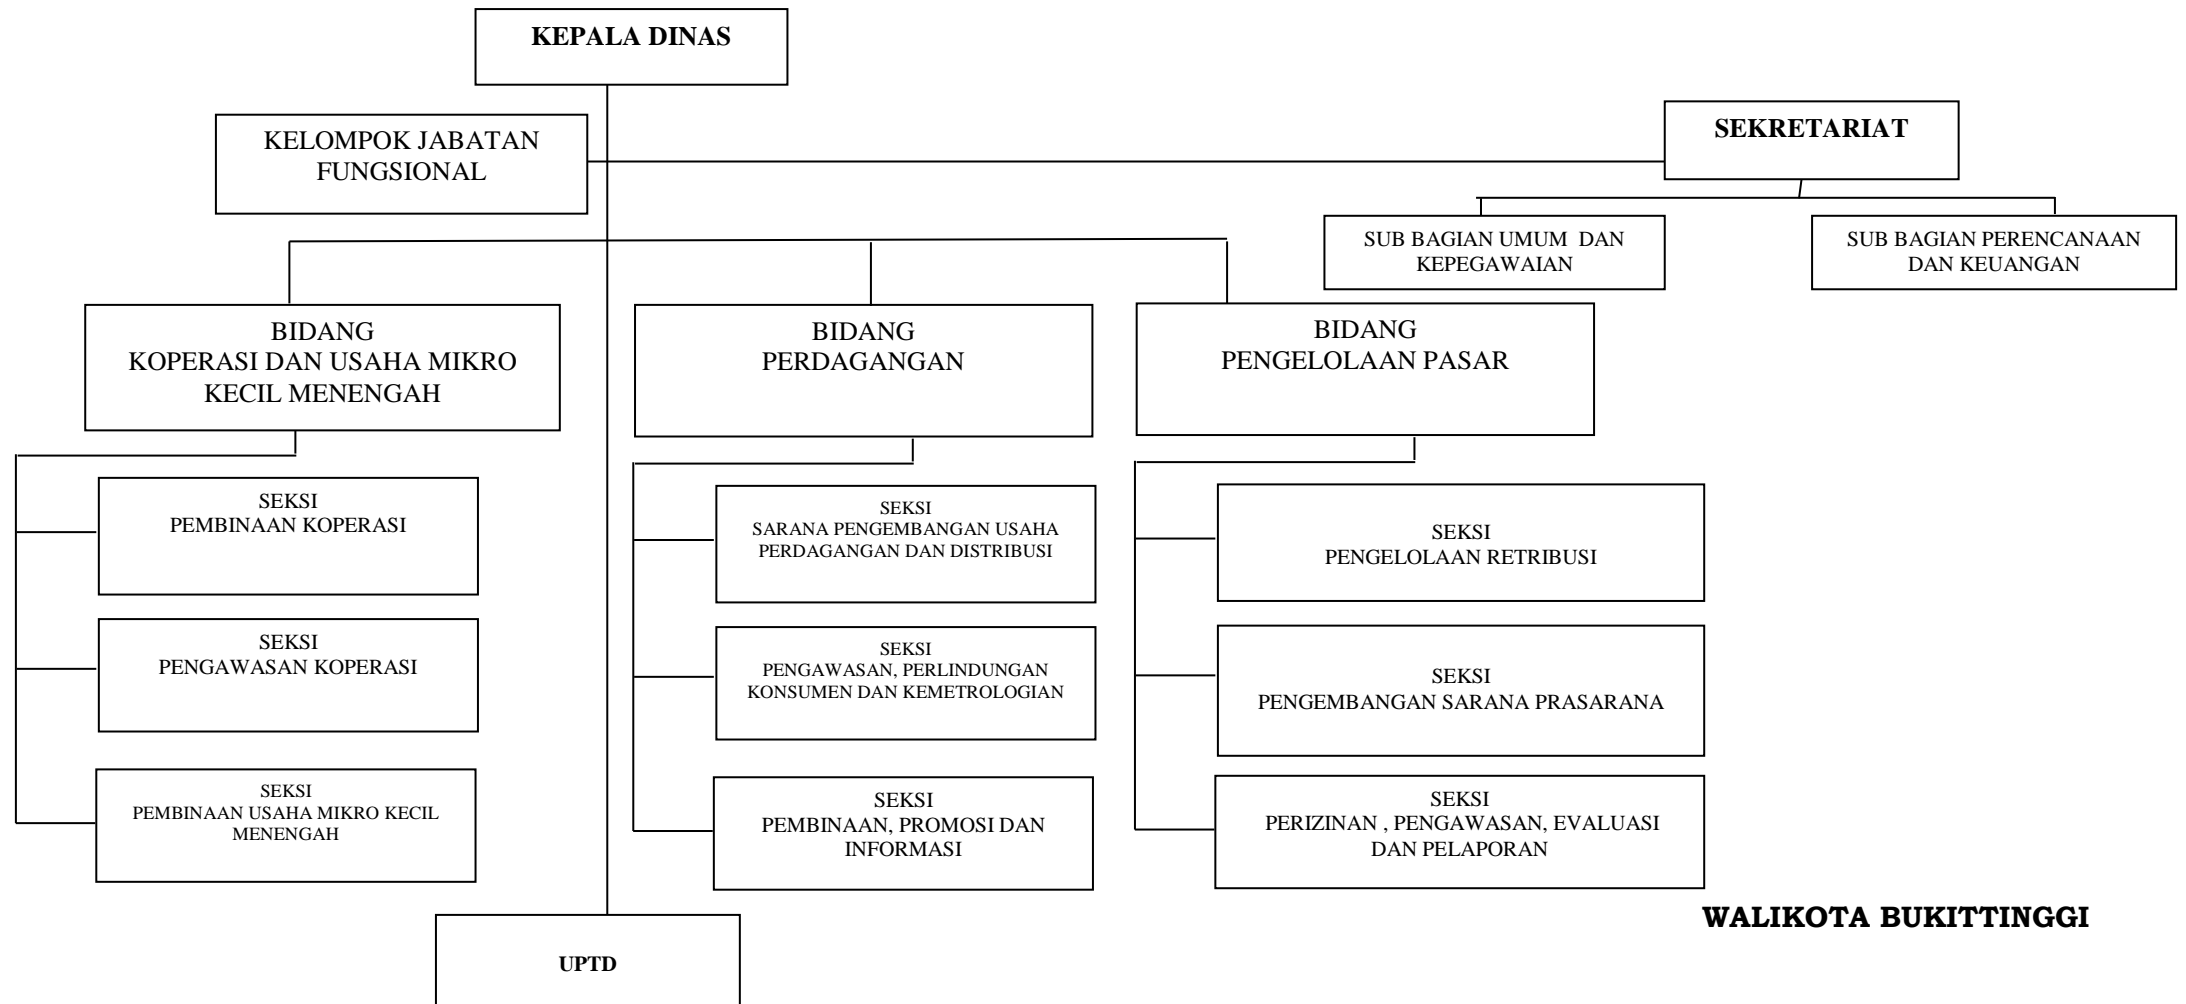 KEPALA DINAS
KELOMPOK JABATAN
FUNGSIONAL
SEKRETARIAT
SUB BAGIAN UMUM DAN
KEPEGAWAIAN
SUB BAGIAN PERENCANAAN
DAN KEUANGAN
BIDANG
KOPERASI DAN USAHA MIKRO
KECIL MENENGAH
BIDANG
PERDAGANGAN
BIDANG
PENGELOLAAN PASAR
SEKSI
PEMBINAAN KOPERASI
SEKSI
PENGAWASAN KOPERASI
SEKSI
PEMBINAAN USAHA MIKRO KECIL
MENENGAH
SEKSI
SARANA PENGEMBANGAN USAHA
PERDAGANGAN DAN DISTRIBUSI
SEKSI
PENGAWASAN, PERLINDUNGAN
KONSUMEN DAN KEMETROLOGIAN
SEKSI
PEMBINAAN, PROMOSI DAN
INFORMASI
SEKSI
PENGELOLAAN RETRIBUSI
SEKSI
PENGEMBANGAN SARANA PRASARANA
SEKSI
PERIZINAN , PENGAWASAN, EVALUASI
DAN PELAPORAN
WALIKOTA BUKITTINGGI
UPTD